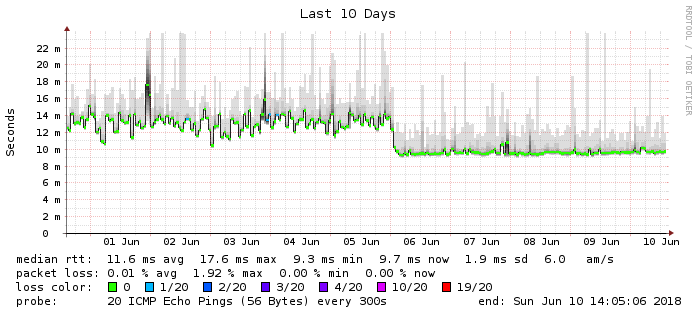 Last 10 Days
RRDTOOL / TOBI OETIKER
Seconds
22 m
20 m
18 m
16 m
14 m
12 m
10 m
8 m
6 m
4 m
2 m
0
01 Jun 02 Jun 03 Jun 04 Jun 05 Jun 06 Jun 07 Jun 08 Jun 09 Jun 10 Jun
median rtt: 11.6 ms avg 17.6 ms max 9.3 ms min 9.7 ms now 1.9 ms sd 6.0 am/s
packet loss: 0.01 % avg 1.92 % max 0.00 % min 0.00 % now
loss color: 0 1/20 2/20 3/20 4/20 10/20 19/20
probe: 20 ICMP Echo Pings (56 Bytes) every 300s end: Sun Jun 10 14:05:06 2018